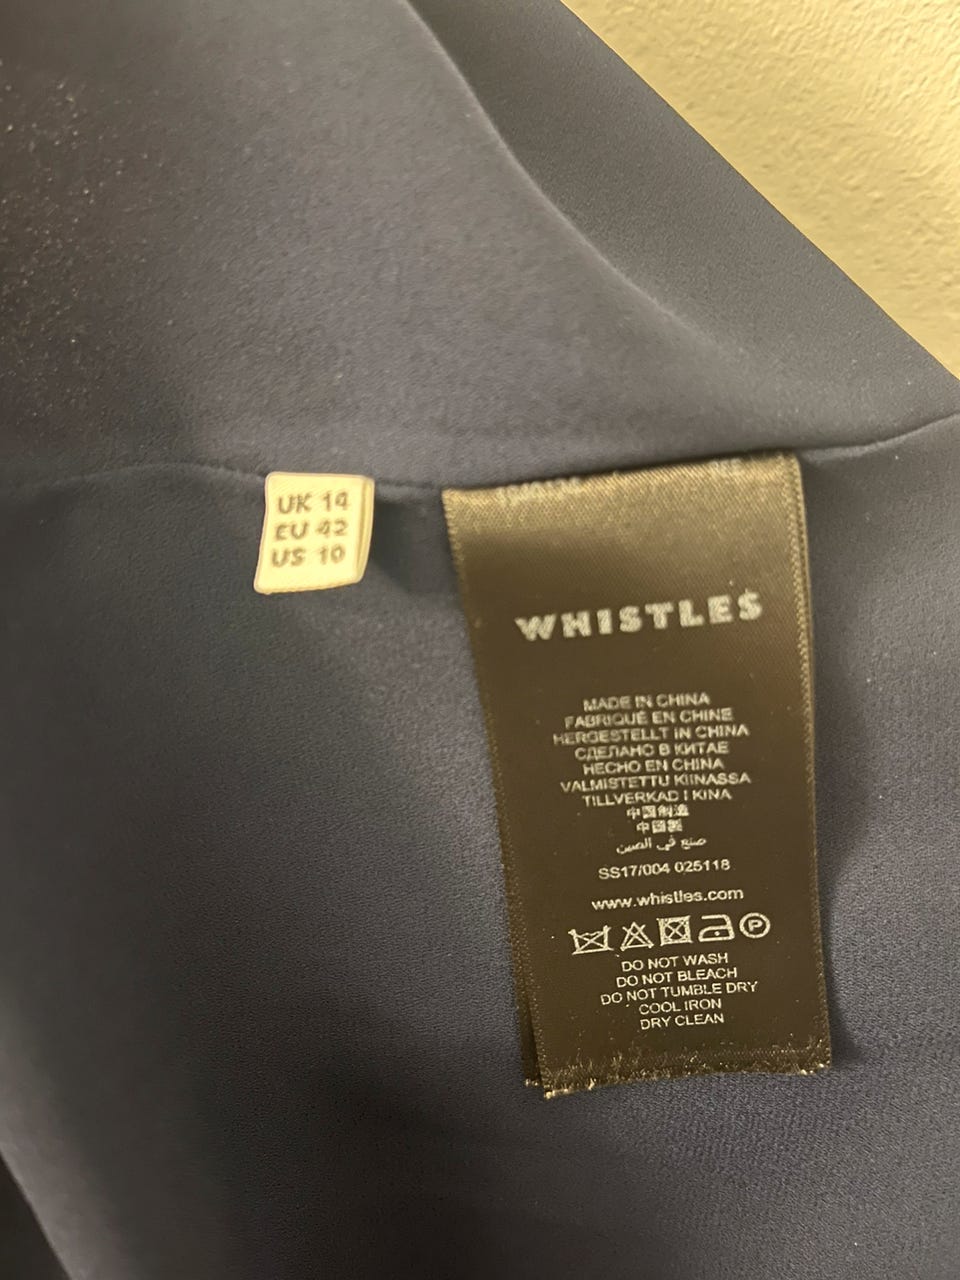 UK 14
EU 42
US 10
WHISTLES
MADE IN CHINA
FABRIQUÉ EN CHINE
HERGESTELLT IN CHINA
СДЕЛАНО В КИТАЕ
HECHO EN CHINA
VALMISTETTU KIINASSA
TILLVERKAD I KINA
中国制造
中國製
صنع في الصين
SS17/004 025118
www.whistles.com
P
DO NOT WASH
DO NOT BLEACH
DO NOT TUMBLE DRY
COOL IRON
DRY CLEAN